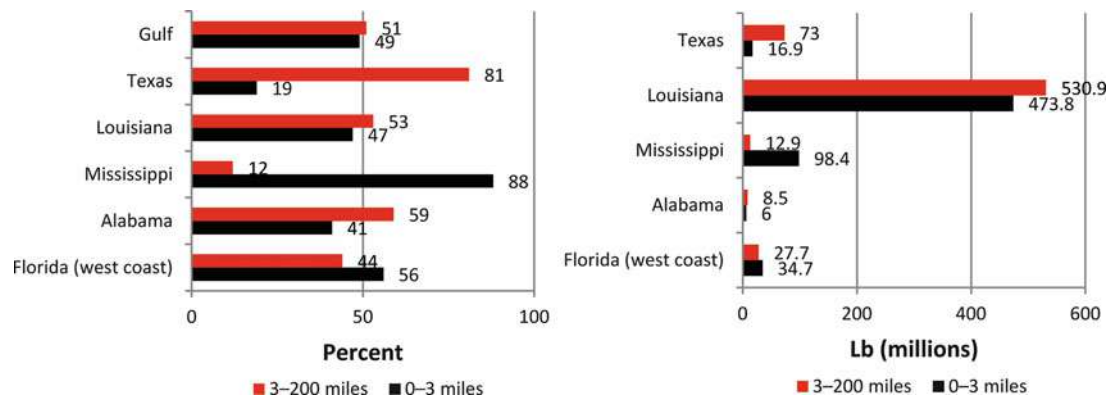 Gulf
51
49
Texas
81
19
Louisiana
53
47
Mississippi
12
88
Alabama
59
41
Florida (west coast)
44
56
0
50
100
Percent
3–200 miles
0–3 miles
Texas
73
16.9
Louisiana
530.9
473.8
Mississippi
12.9
98.4
Alabama
8.5
6
Florida (west coast)
27.7
34.7
0
200
400
600
Lb (millions)
3–200 miles
0–3 miles